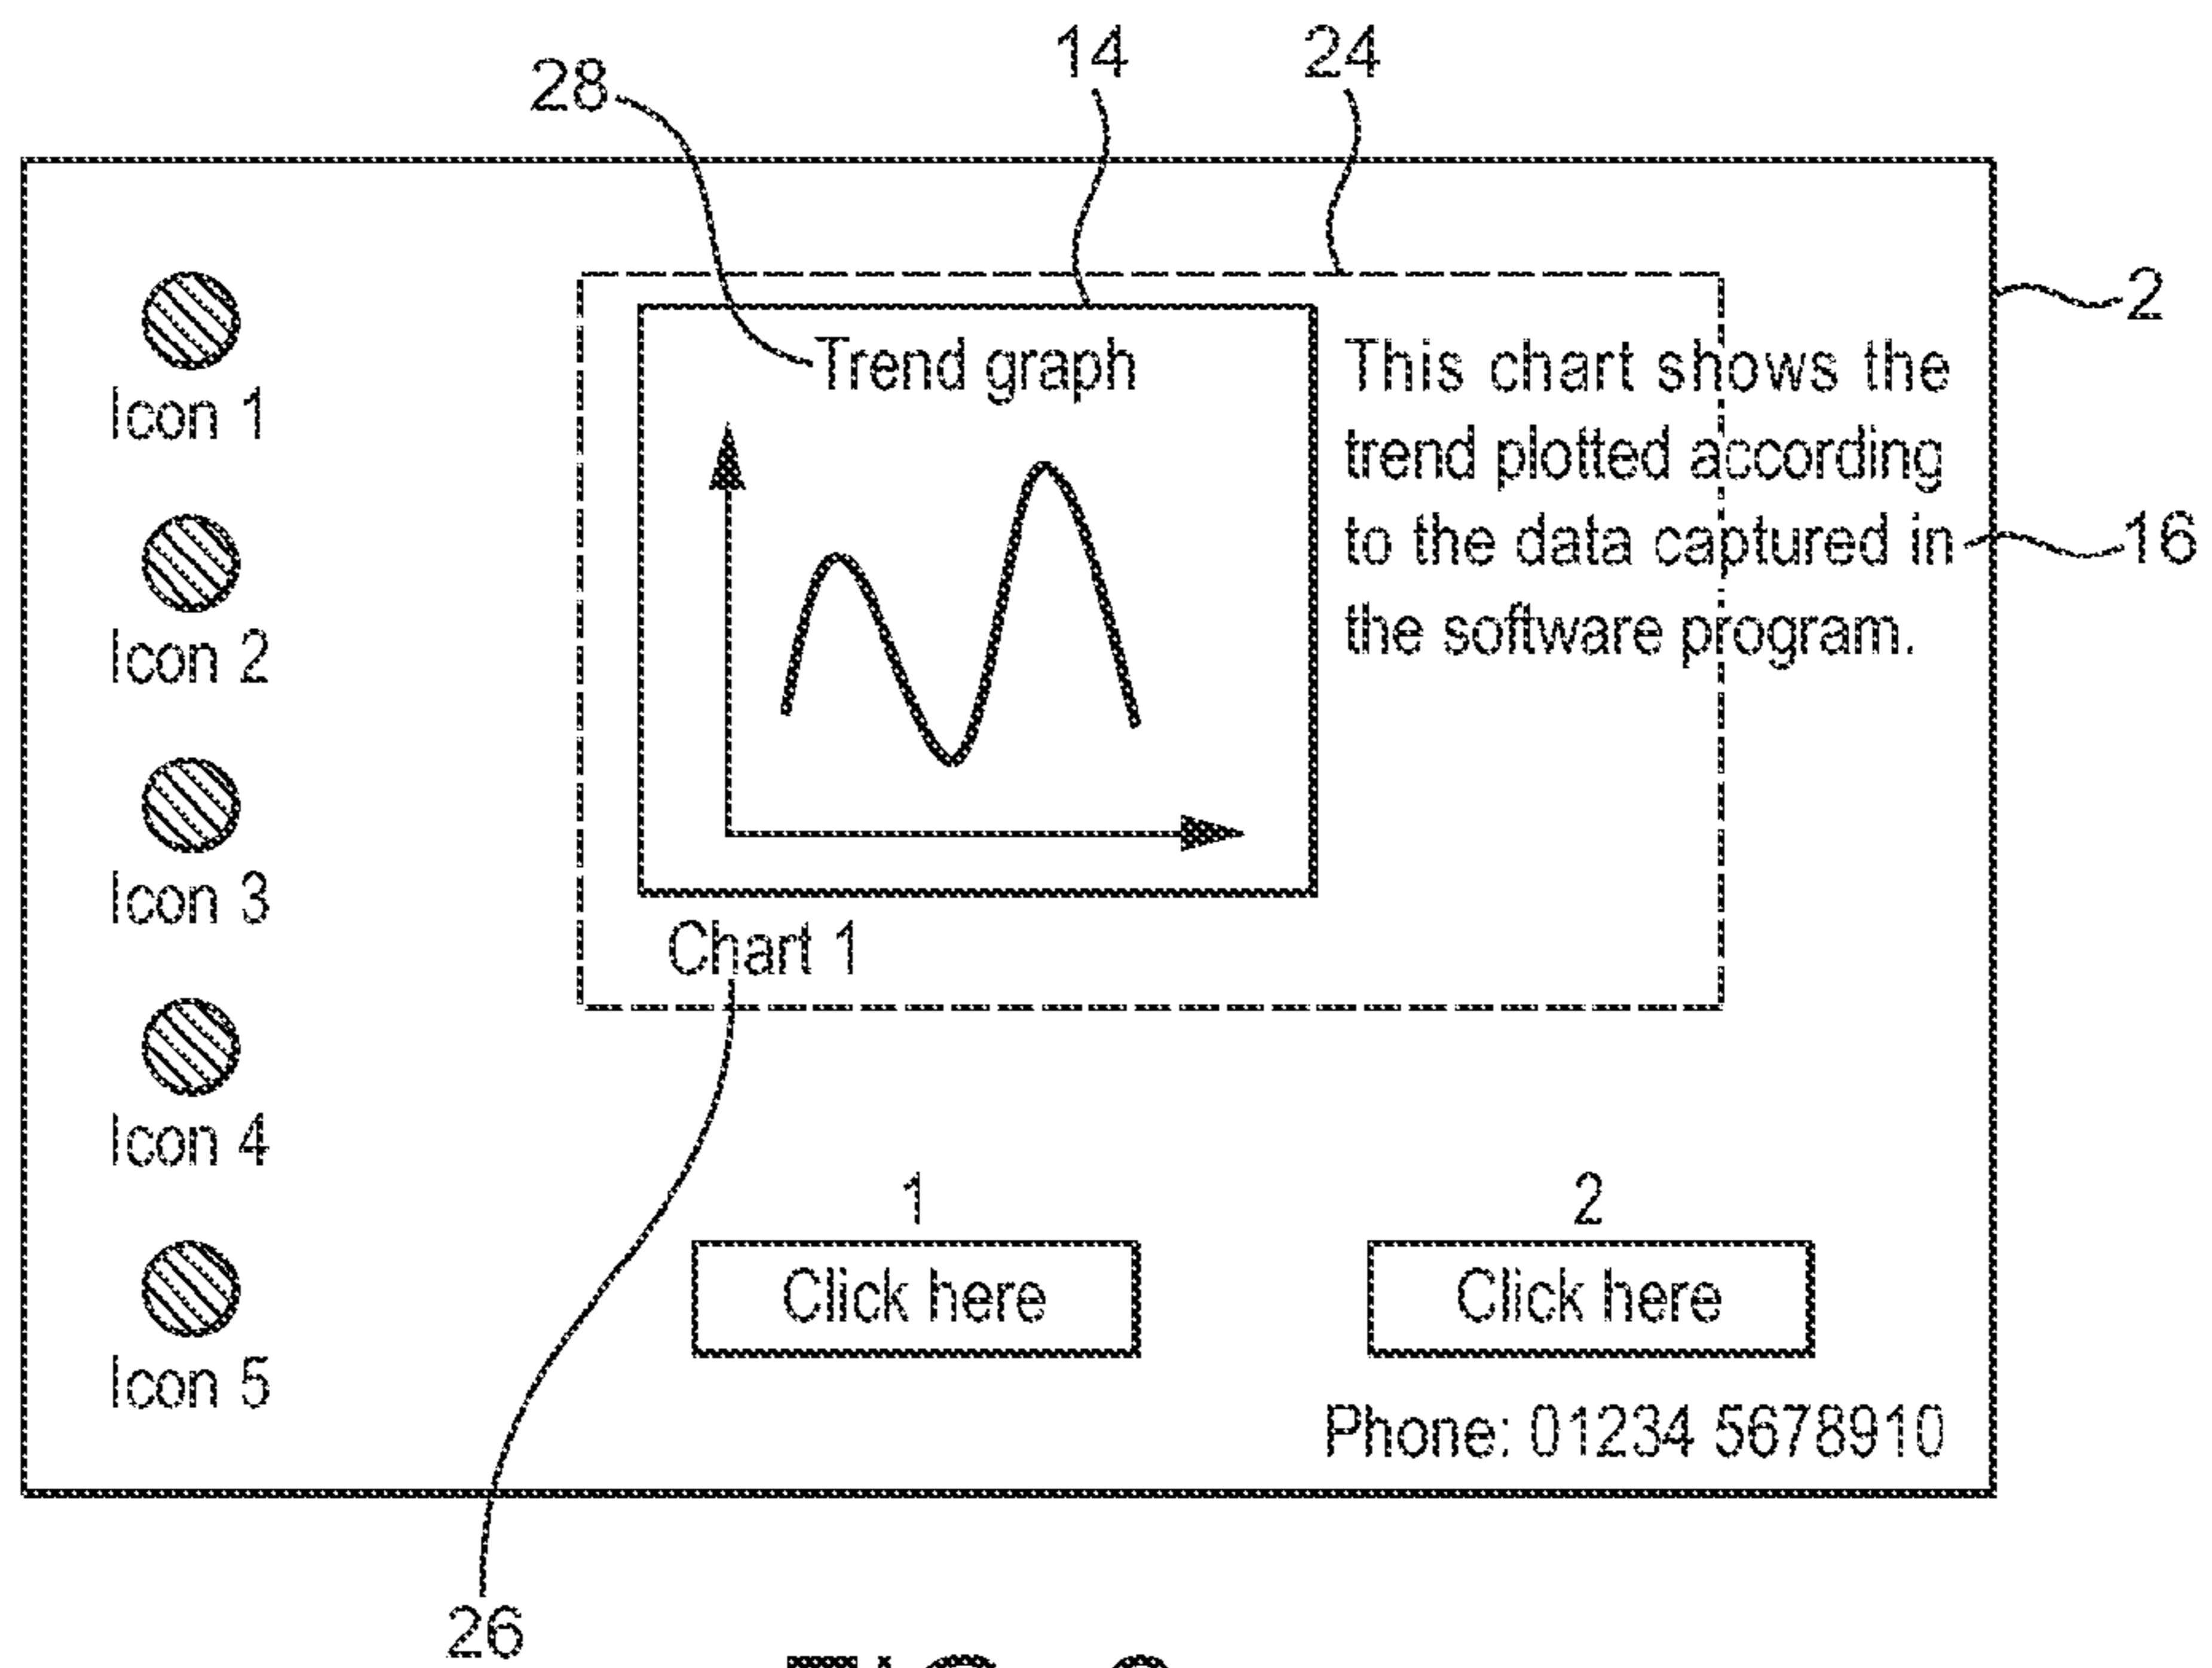 28
14
24
2
Trend graph
This chart shows the
trend plotted according
to the data captured in
the software program.
16
Icon 1
Icon 2
Icon 3
Icon 4
Icon 5
Chart 1
1
2
Click here
Click here
Phone: 01234 5678910
26